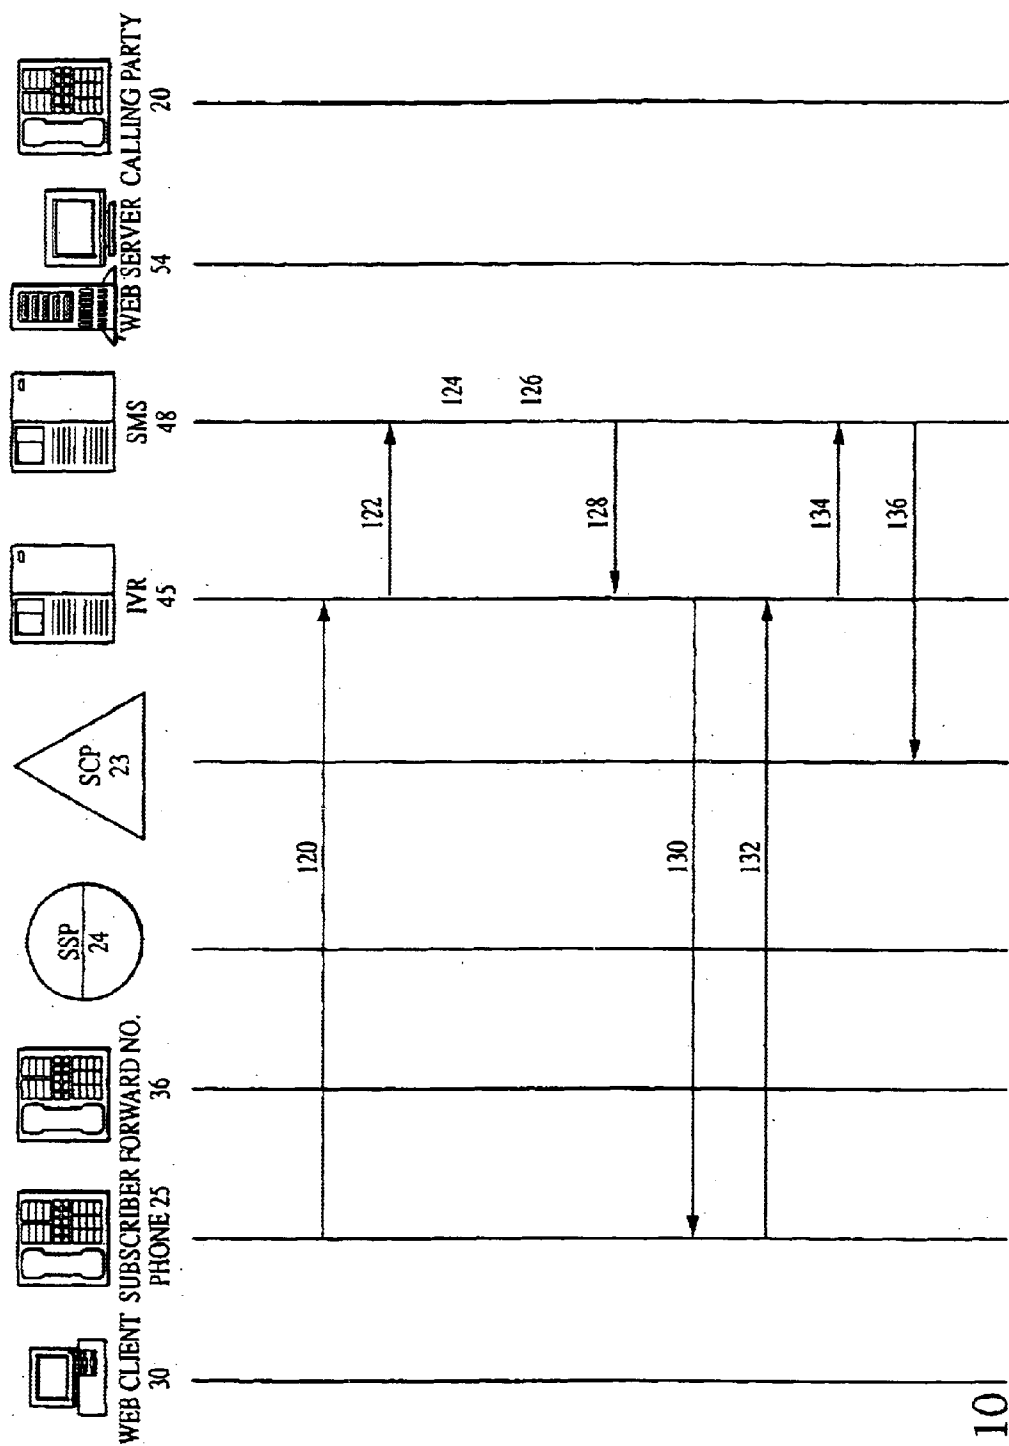 WEB CLIENT
30
SUBSCRIBER
PHONE 25
FORWARD NO.
36
SSP
24
SCP
23
IVR
45
SMS
48
WEB SERVER
54
CALLING PARTY
20
120
122
124
126
128
130
132
134
136
10